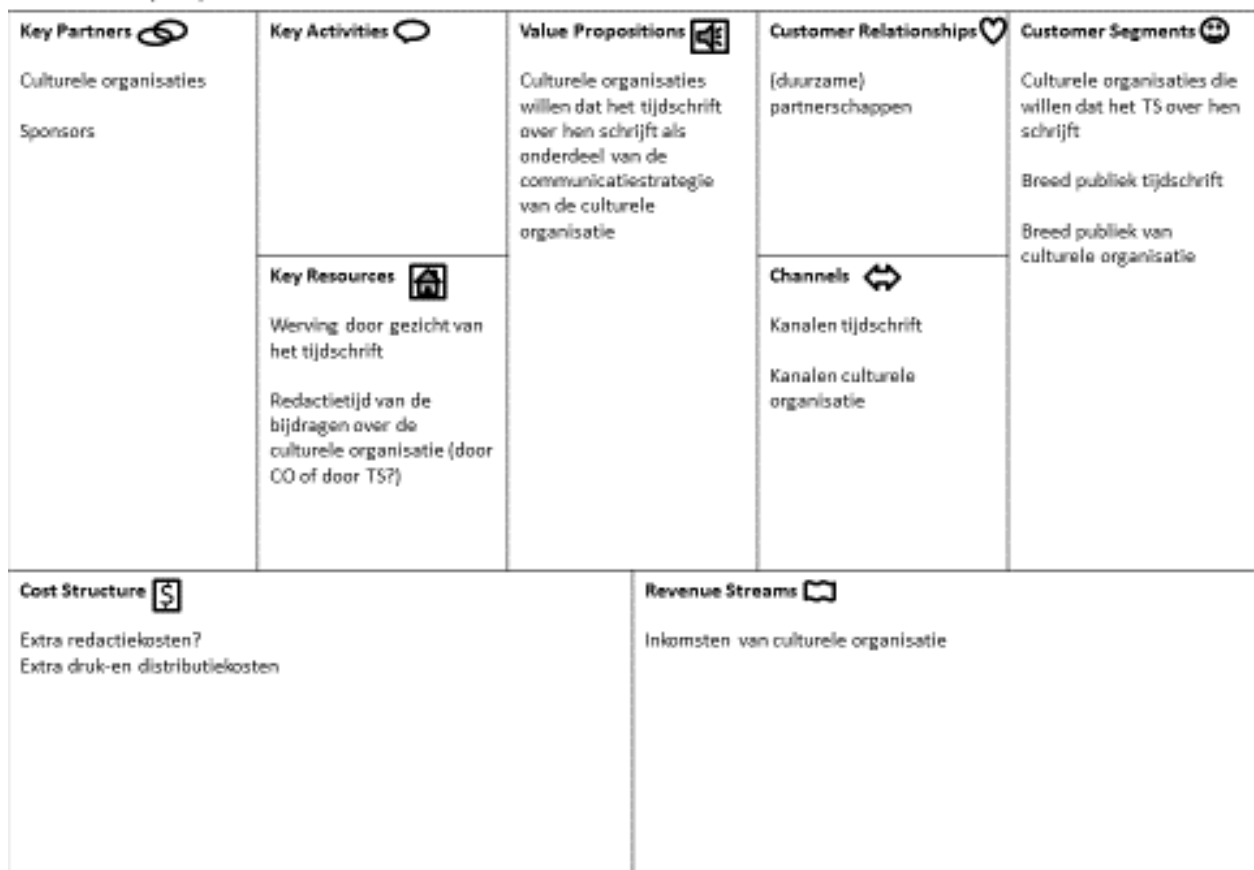 Key Partners
Culturele organisaties
Sponsors
Key Activities
Key Resources
Werving door gezicht van
het tijdschrift
Redactietijd van de
bijdragen over de
culturele organisatie (door
CO of door TS?)
Value Propositions
Culturele organisaties
willen dat het tijdschrift
over hen schrijft als
onderdeel van de
communicatiestrategie
van de culturele
organisatie
Customer Relationships
(duurzame)
partnerschappen
Channels
Kanalen tijdschrift
Kanalen culturele
organisatie
Customer Segments
Culturele organisaties die
willen dat het TS over hen
schrijft
Breed publiek tijdschrift
Breed publiek van
culturele organisatie
Cost Structure
Extra redactiekosten?
Extra druk-en distributiekosten
Revenue Streams
Inkomsten van culturele organisatie